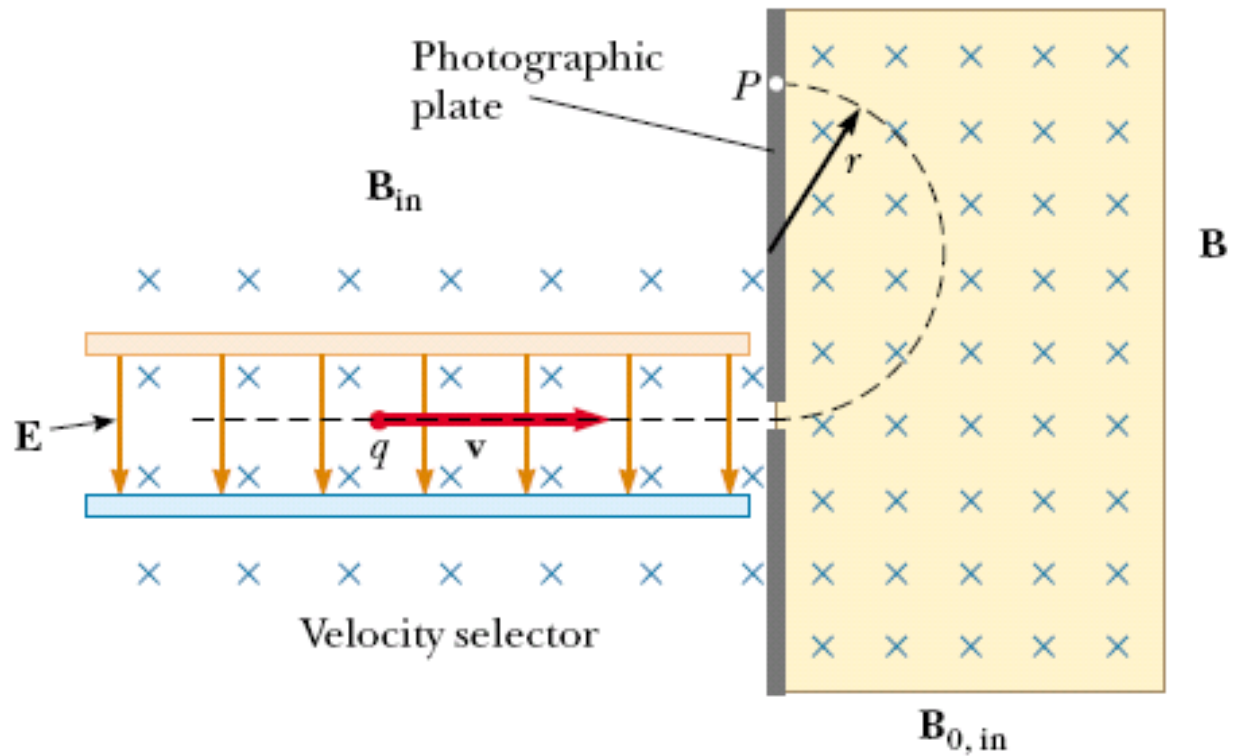 Photographic
plate
P
r
B_in
B
E
q
v
Velocity selector
B_0, in